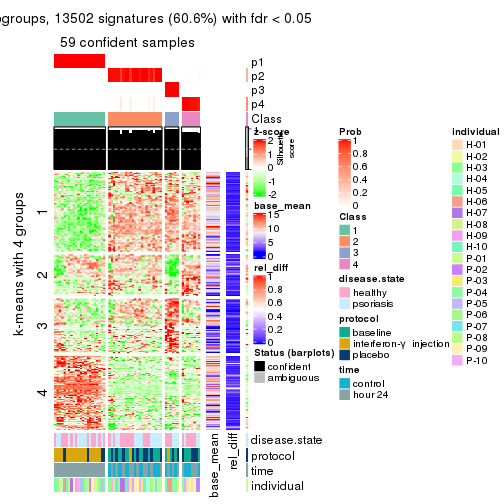 ogroups, 13502 signatures (60.6%) with fdr < 0.05
59 confident samples
p1
p2
p3
p4
Class
Silhouette
score
k-means with 4 groups
1
2
3
4
disease.state
protocol
time
individual
base_mean
rel_diff
z-score
2
1
0
-1
-2
base_mean
15
10
5
0
rel_diff
1
0.8
0.6
0.4
0.2
0
Status (barplots)
confident
ambiguous
Prob
1
0.8
0.6
0.4
0.2
0
Class
1
2
3
4
disease.state
healthy
psoriasis
protocol
baseline
interferon-γ injection
placebo
time
control
hour 24
individual
H-01
H-02
H-03
H-04
H-05
H-06
H-07
H-08
H-09
H-10
P-01
P-02
P-03
P-04
P-05
P-06
P-07
P-08
P-09
P-10